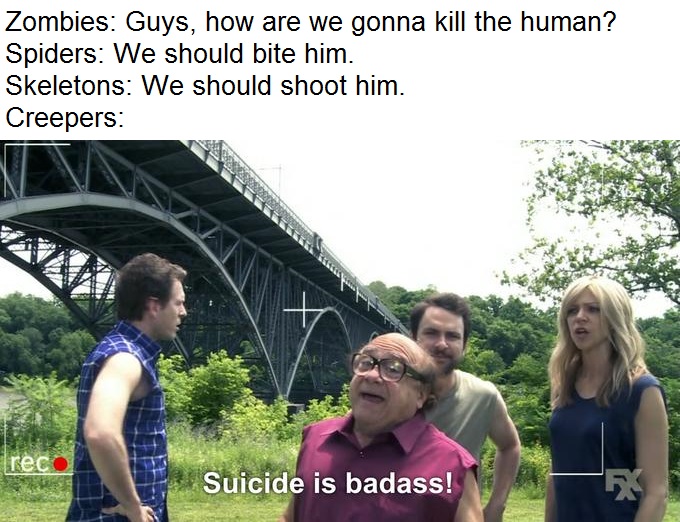 Zombies: Guys, how are we gonna kill the human?
Spiders: We should bite him.
Skeletons: We should shoot him.
Creepers:
rec
Suicide is badass!
FX